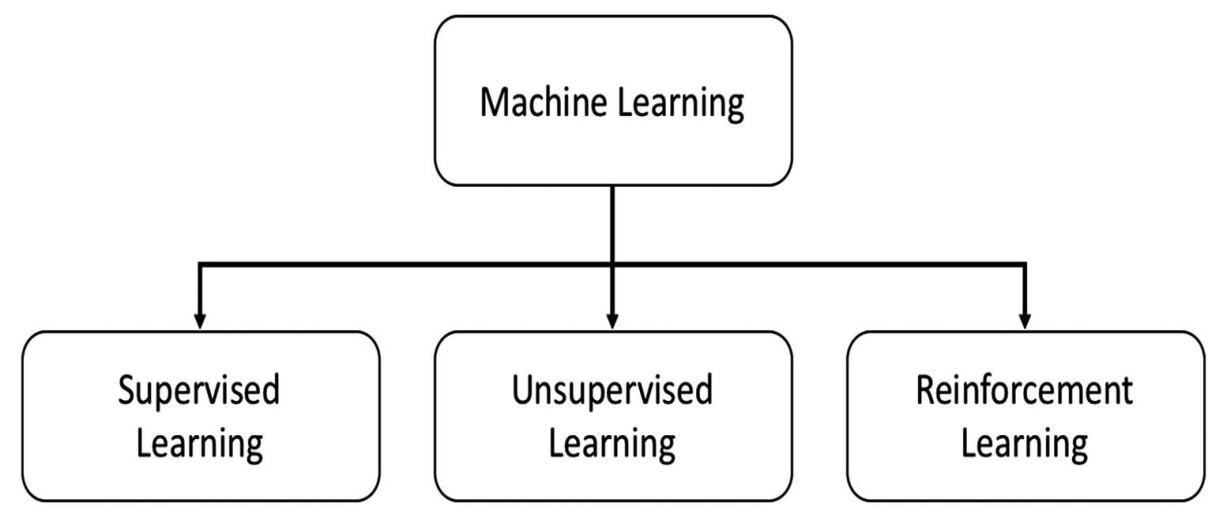 Machine Learning
Supervised
Learning
Unsupervised
Learning
Reinforcement
Learning